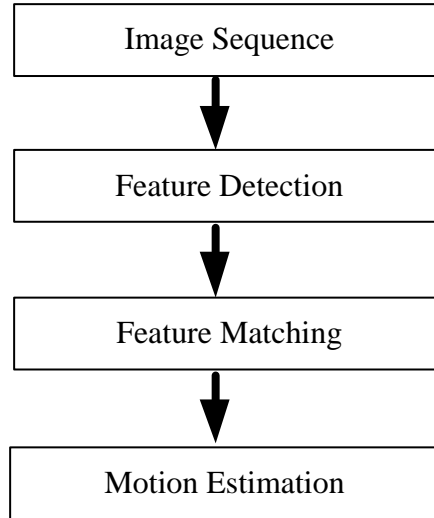 Image Sequence
Feature Detection
Feature Matching
Motion Estimation